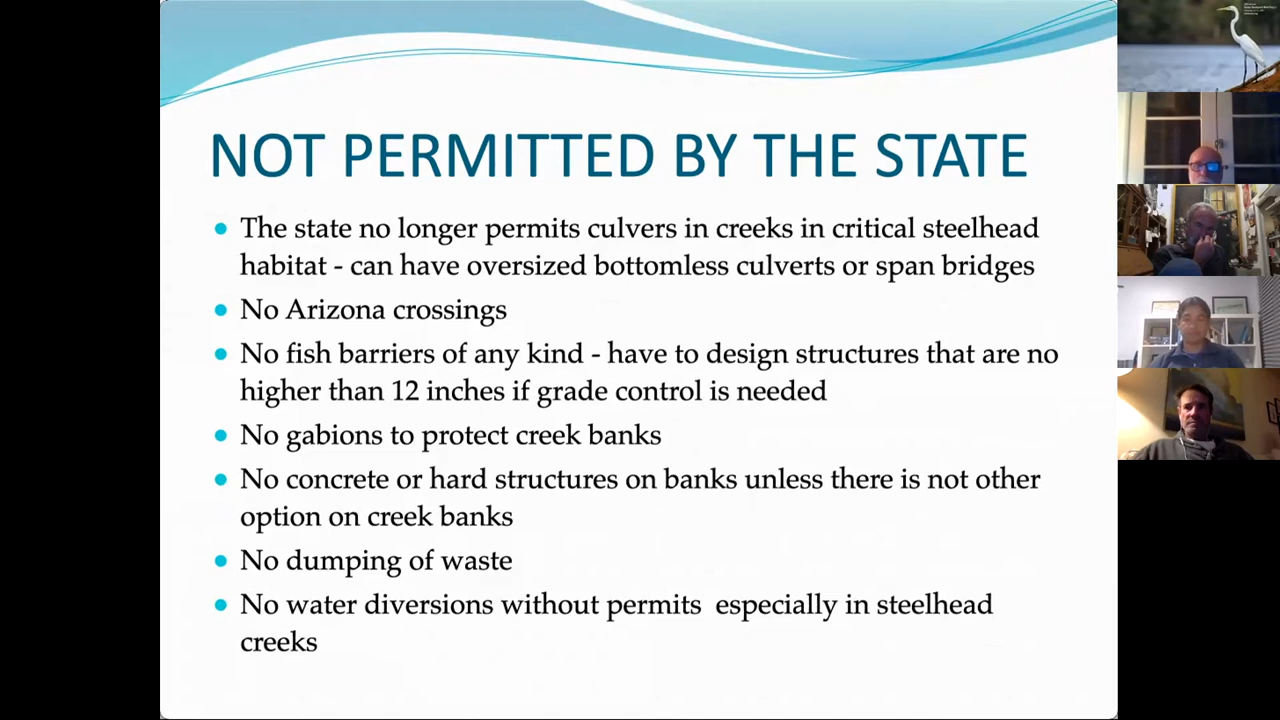 NOT PERMITTED BY THE STATE
• The state no longer permits culvers in creeks in critical steelhead
habitat - can have oversized bottomless culverts or span bridges
• No Arizona crossings
• No fish barriers of any kind - have to design structures that are no
higher than 12 inches if grade control is needed
• No gabions to protect creek banks
• No concrete or hard structures on banks unless there is not other
option on creek banks
• No dumping of waste
• No water diversions without permits  especially in steelhead
creeks